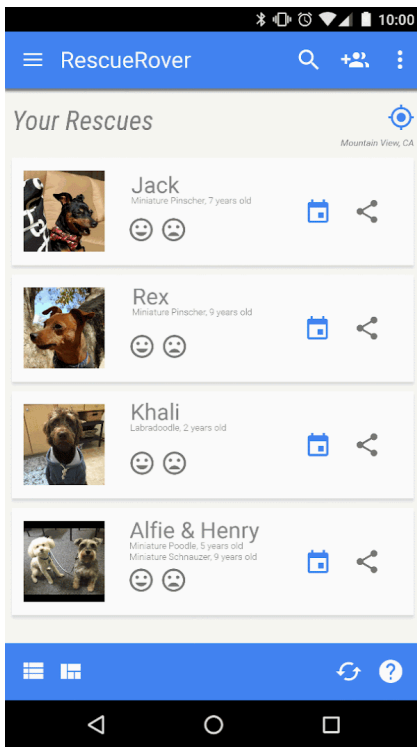 10:00
RescueRover
Your Rescues
Mountain View, CA
Jack
Miniature Pinscher, 7 years old
Rex
Miniature Pinscher, 9 years old
Khali
Labradoodle, 2 years old
Alfie & Henry
Miniature Poodle, 5 years old
Miniature Schnauzer, 9 years old